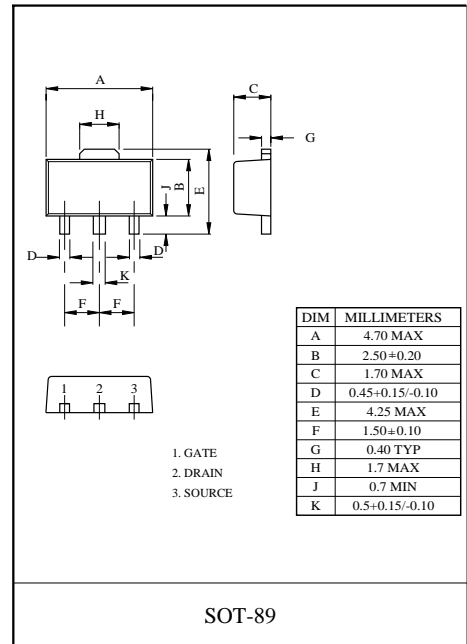 A
H
C
G
J
B
E
D
D
K
F
F
1 2 3
1. GATE
2. DRAIN
3. SOURCE
DIM MILLIMETERS
A 4.70 MAX
B 2.50±0.20
C 1.70 MAX
D 0.45+0.15/-0.10
E 4.25 MAX
F 1.50±0.10
G 0.40 TYP
H 1.7 MAX
J 0.7 MIN
K 0.5+0.15/-0.10
SOT-89